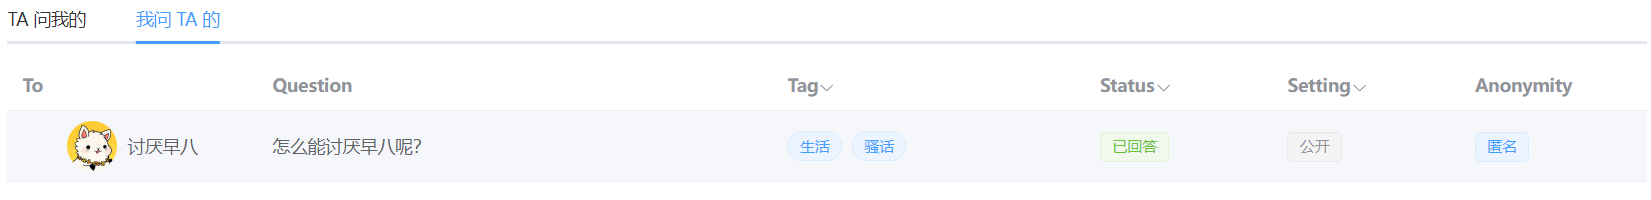 TA 问我的 我问 TA 的
To Question Tag Status Setting Anonymity
讨厌早八 怎么能讨厌早八呢? 生活 骚话 已回答 公开 匿名